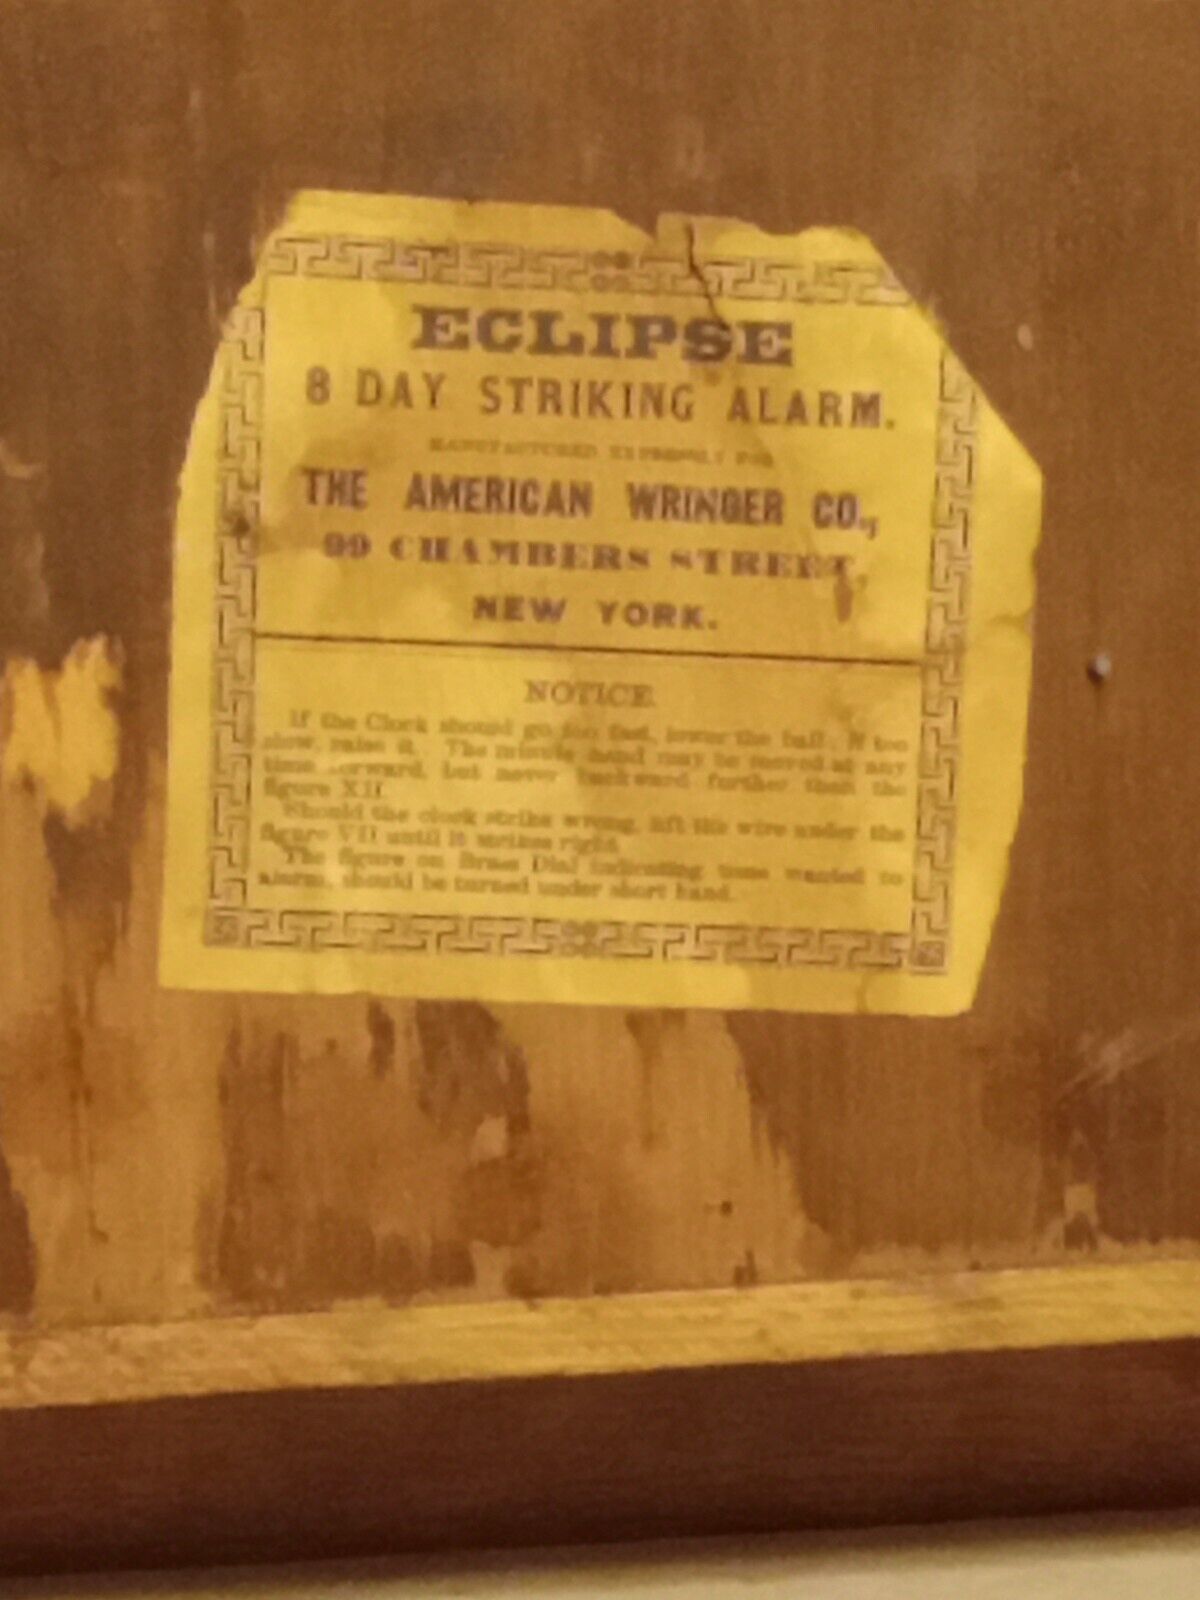 ECLIPSE
8 DAY STRIKING ALARM.
MANUFACTURED EXPRESSLY FOR
THE AMERICAN WRINGER CO.,
99 CHAMBERS STREET
NEW YORK.
NOTICE.
If the Clock should go too fast, lower the ball; if too
slow, raise it. The minute hand may be moved at any
time forward, but never backward further than the
figure XII.
Should the clock strike wrong, lift the wire under the
figure VII until it strikes right.
The figure on Brass Dial indicating time wanted to
alarm, should be turned under short hand.